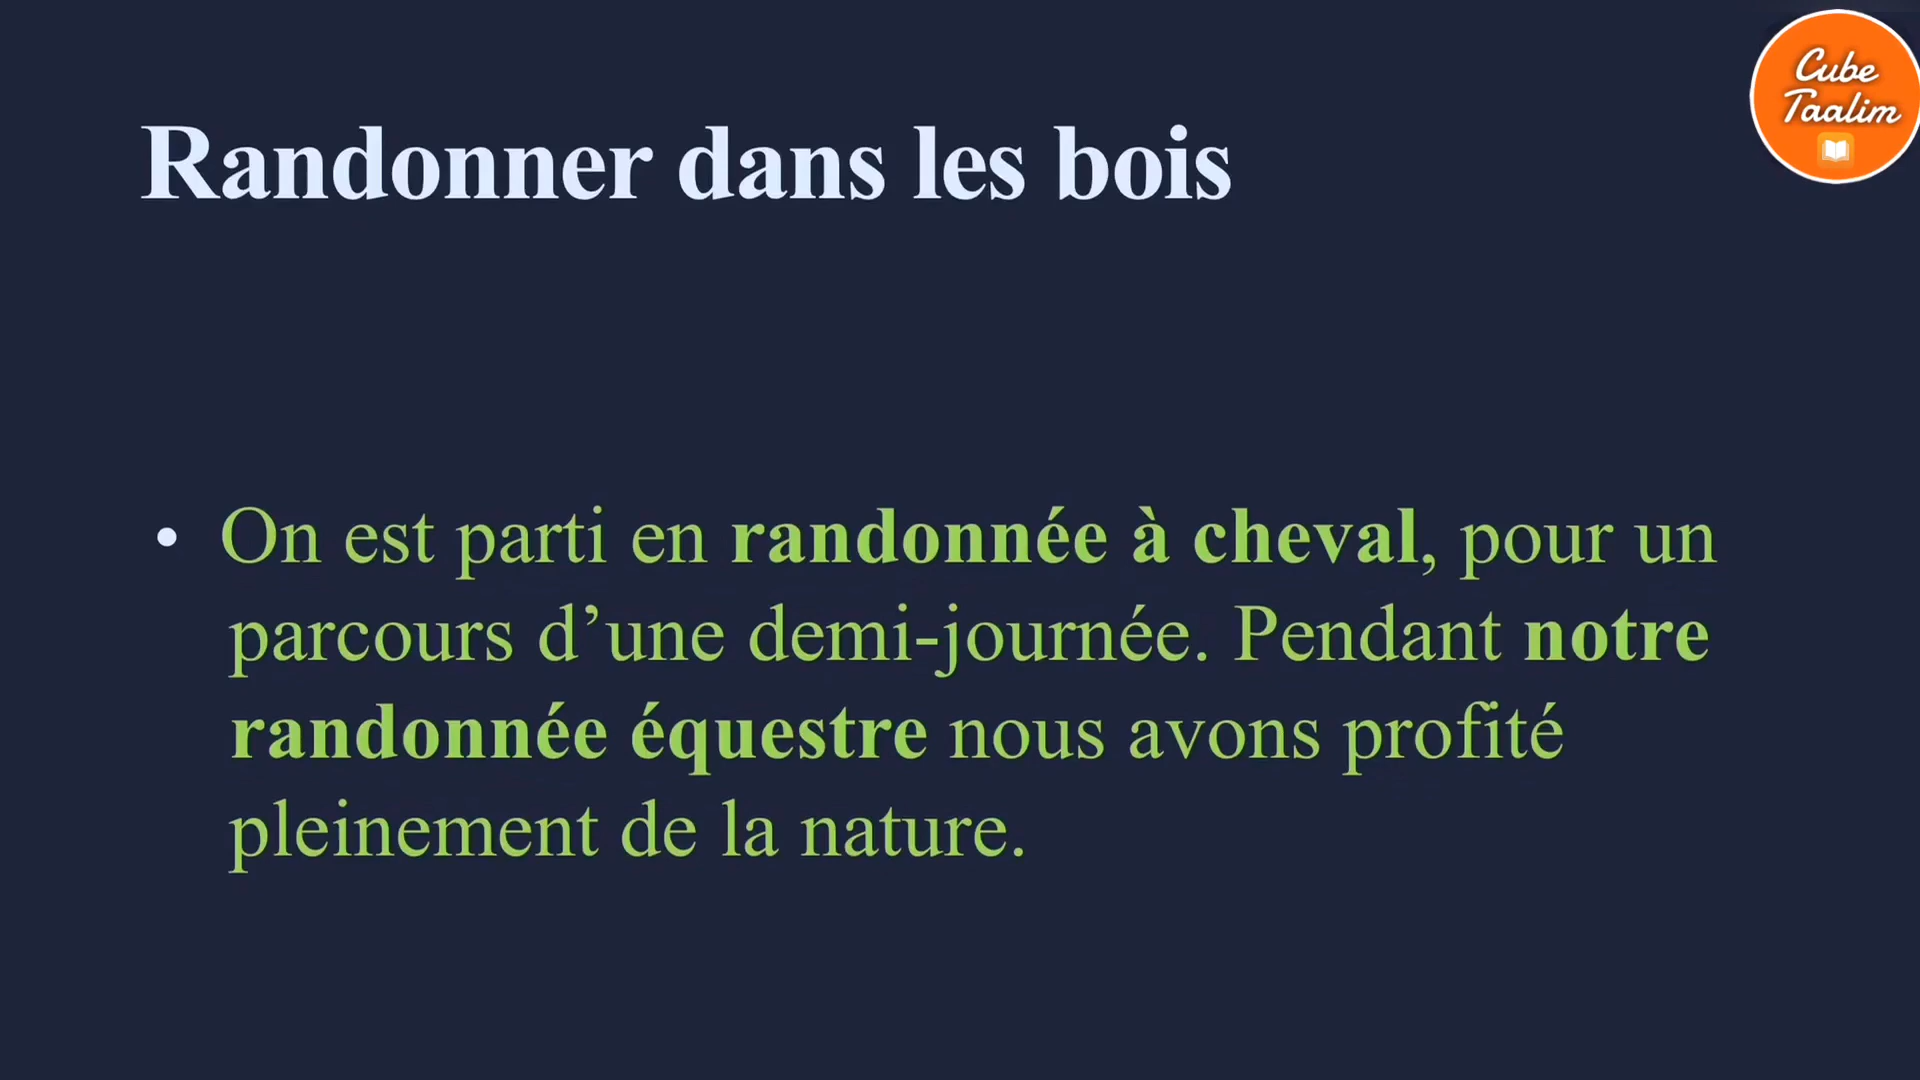 Cube
Taalim
Randonner dans les bois
• On est parti en randonnée à cheval, pour un
parcours d’une demi-journée. Pendant notre
randonnée équestre nous avons profité
pleinement de la nature.